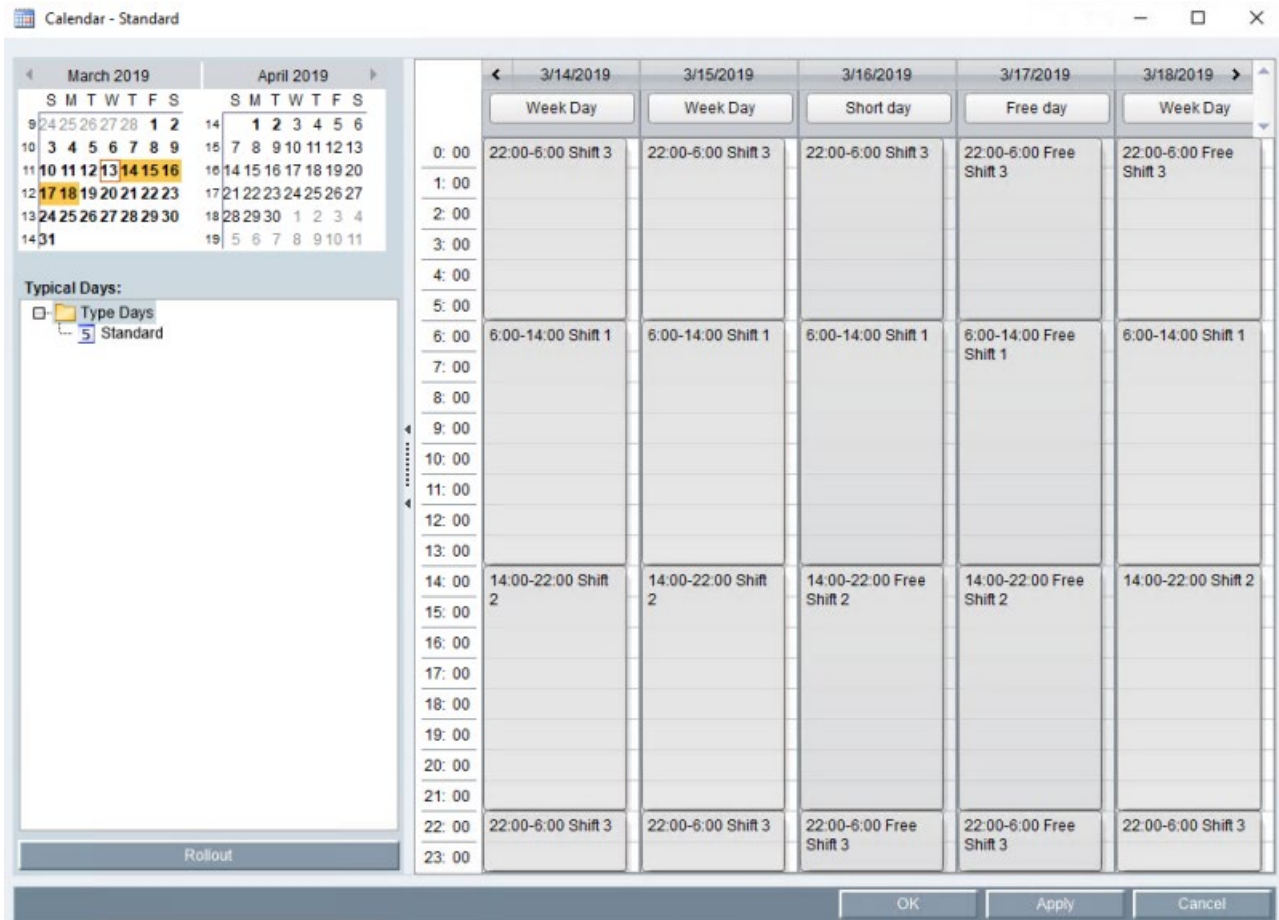 Calendar - Standard
March 2019 April 2019
S M T W T F S S M T W T F S
9 24 25 26 27 28 1 2 14 1 2 3 4 5 6
10 3 4 5 6 7 8 9 15 7 8 9 10 11 12 13
11 10 11 12 13 14 15 16 16 14 15 16 17 18 19 20
12 17 18 19 20 21 22 23 17 21 22 23 24 25 26 27
13 24 25 26 27 28 29 30 18 28 29 30 1 2 3 4
14 31 19 5 6 7 8 9 10 11
Typical Days:
Type Days
5 Standard
Rollout
3/14/2019 3/15/2019 3/16/2019 3/17/2019 3/18/2019
Week Day Week Day Short day Free day Week Day
0: 00 22:00-6:00 Shift 3 22:00-6:00 Shift 3 22:00-6:00 Shift 3 22:00-6:00 Free 22:00-6:00 Free
1: 00 Shift 3 Shift 3
2: 00
3: 00
4: 00
5: 00
6: 00 6:00-14:00 Shift 1 6:00-14:00 Shift 1 6:00-14:00 Shift 1 6:00-14:00 Free 6:00-14:00 Shift 1
7: 00 Shift 1
8: 00
9: 00
10: 00
11: 00
12: 00
13: 00
14: 00 14:00-22:00 Shift 14:00-22:00 Shift 14:00-22:00 Free 14:00-22:00 Free 14:00-22:00 Shift 2
15: 00 2 2 Shift 2 Shift 2
16: 00
17: 00
18: 00
19: 00
20: 00
21: 00
22: 00 22:00-6:00 Shift 3 22:00-6:00 Shift 3 22:00-6:00 Free 22:00-6:00 Free 22:00-6:00 Shift 3
23: 00 Shift 3 Shift 3
OK Apply Cancel